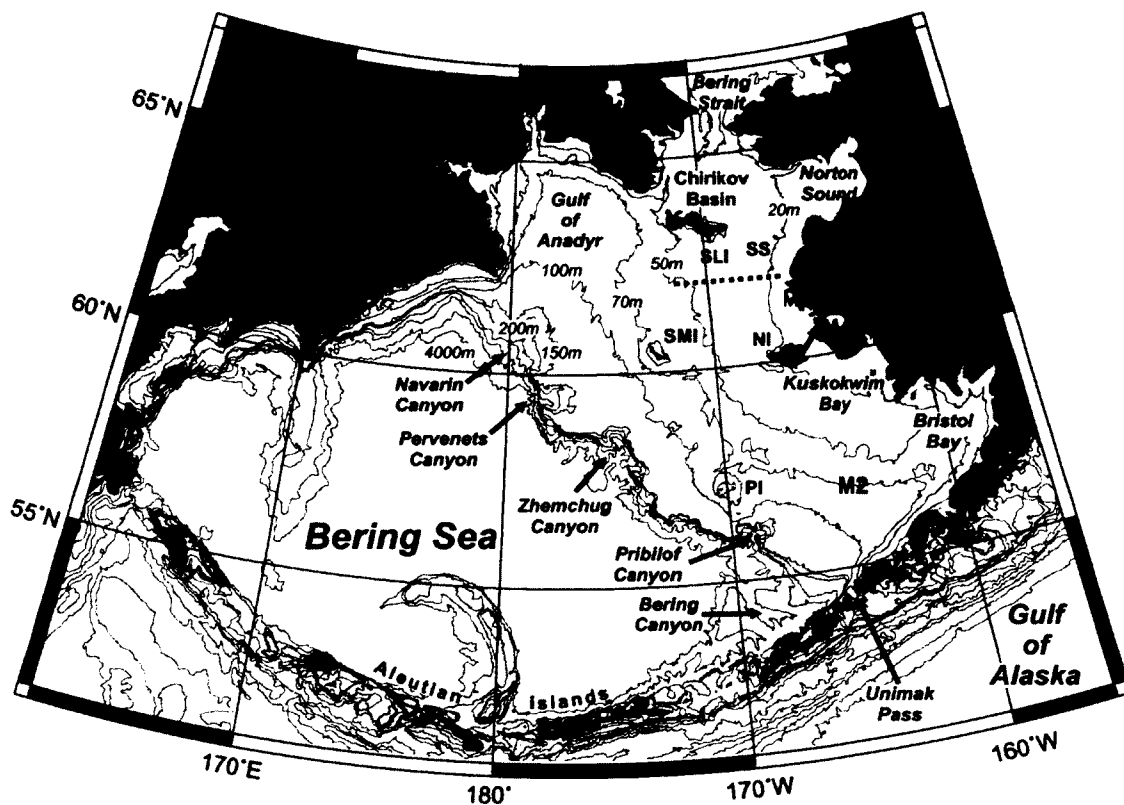 65°N
60°N
55°N
Bering
Strait
Chirikov
Basin
Norton
Sound
Gulf
of
Anadyr
20m
SS
SLI
50m
100m
70m
SMI
NI
200m
150m
4000m
Navarin
Canyon
Pervenets
Canyon
Zhemchug
Canyon
Kuskokwim
Bay
Bristol
Bay
PI
Bering Sea
Pribilof
Canyon
Bering
Canyon
Gulf
of
Alaska
Unimak
Pass
Aleutian Islands
170°E
180°
170°W
160°W